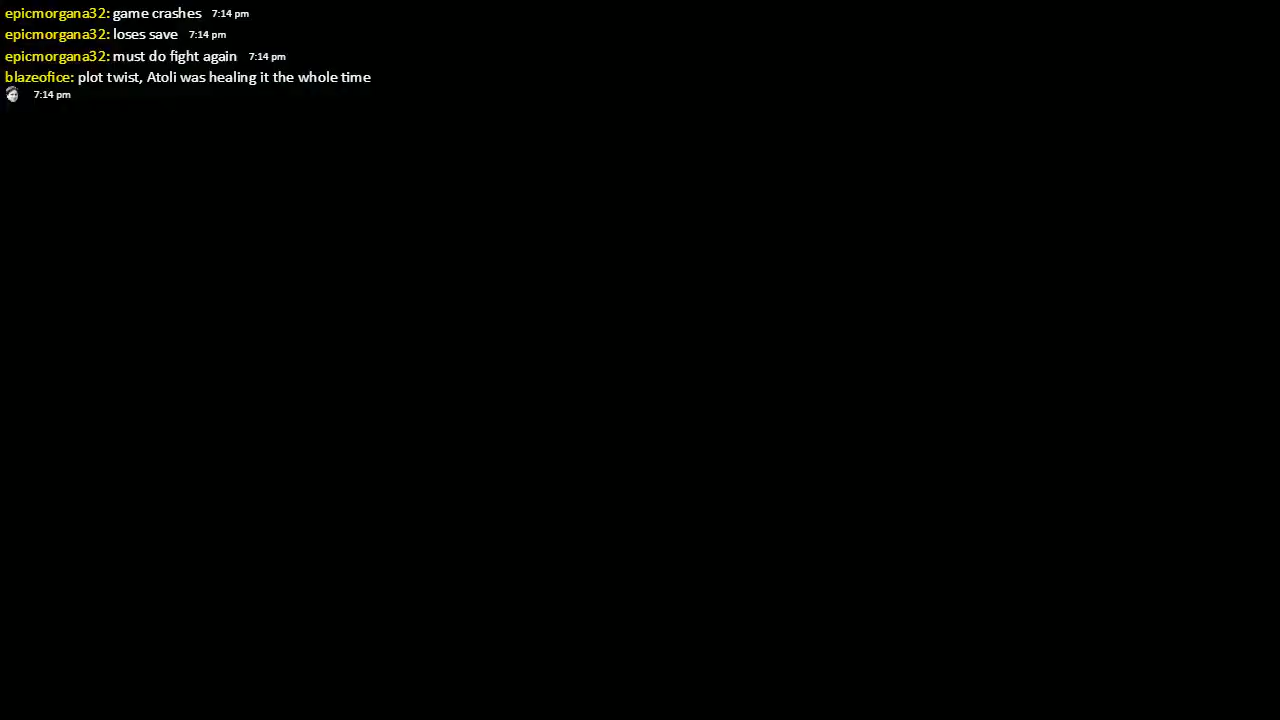 epicmorgana32: game crashes 7:14 pm
epicmorgana32: loses save 7:14 pm
epicmorgana32: must do fight again 7:14 pm
blazeofice: plot twist, Atoli was healing it the whole time
7:14 pm